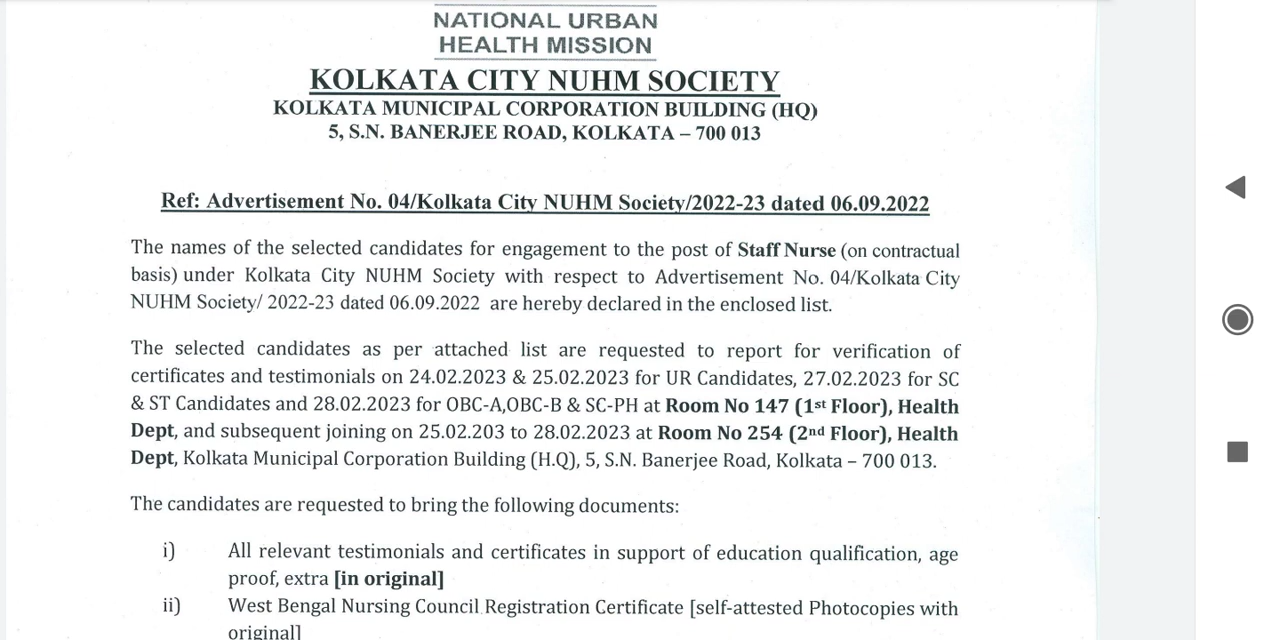 NATIONAL URBAN
HEALTH MISSION
KOLKATA CITY NUHM SOCIETY
KOLKATA MUNICIPAL CORPORATION BUILDING (HQ)
5, S.N. BANERJEE ROAD, KOLKATA – 700 013
Ref: Advertisement No. 04/Kolkata City NUHM Society/2022-23 dated 06.09.2022
The names of the selected candidates for engagement to the post of Staff Nurse (on contractual
basis) under Kolkata City NUHM Society with respect to Advertisement No. 04/Kolkata City
NUHM Society/ 2022-23 dated 06.09.2022 are hereby declared in the enclosed list.
The selected candidates as per attached list are requested to report for verification of
certificates and testimonials on 24.02.2023 & 25.02.2023 for UR Candidates, 27.02.2023 for SC
& ST Candidates and 28.02.2023 for OBC-A,OBC-B & SC-PH at Room No 147 (1st Floor), Health
Dept, and subsequent joining on 25.02.203 to 28.02.2023 at Room No 254 (2nd Floor), Health
Dept, Kolkata Municipal Corporation Building (H.Q), 5, S.N. Banerjee Road, Kolkata – 700 013.
The candidates are requested to bring the following documents:
i) All relevant testimonials and certificates in support of education qualification, age
proof, extra [in original]
ii) West Bengal Nursing Council Registration Certificate [self-attested Photocopies with
original]